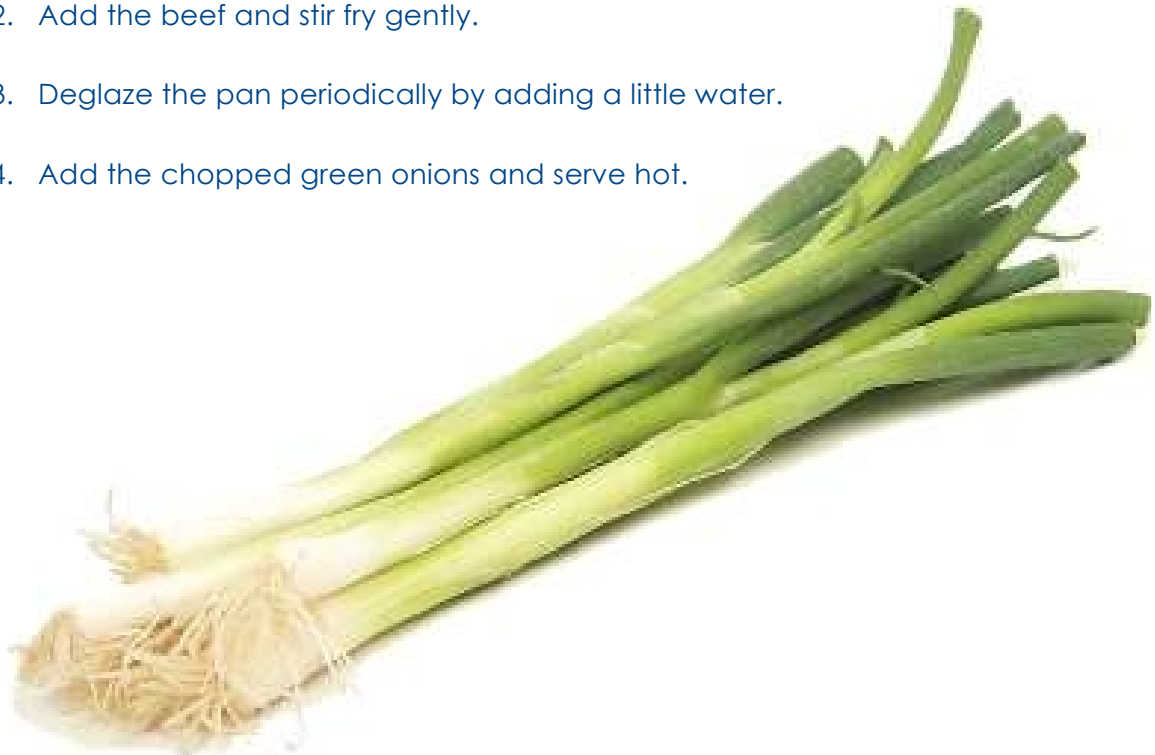 2. Add the beef and stir fry gently.
3. Deglaze the pan periodically by adding a little water.
4. Add the chopped green onions and serve hot.